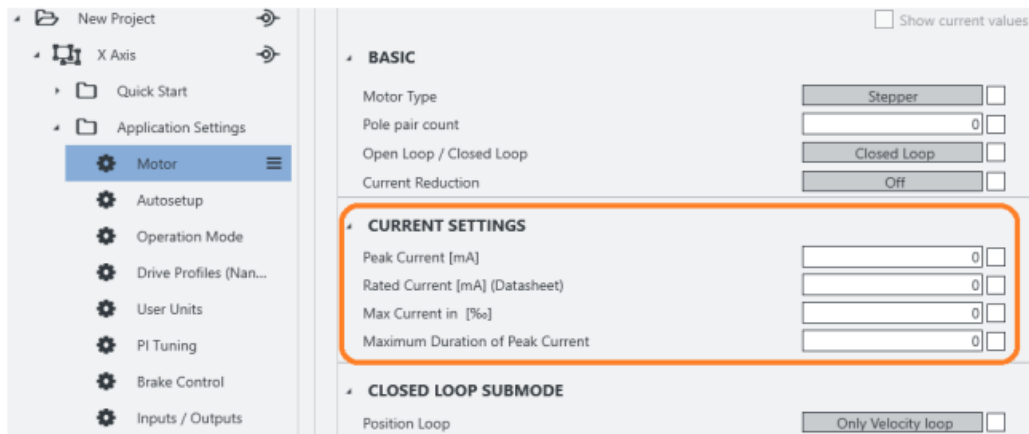 New Project
X Axis
Quick Start
Application Settings
Motor
Autosetup
Operation Mode
Drive Profiles (Nan...
User Units
PI Tuning
Brake Control
Inputs / Outputs
Show current values
BASIC
Motor Type Stepper
Pole pair count 0
Open Loop / Closed Loop Closed Loop
Current Reduction Off
CURRENT SETTINGS
Peak Current [mA] 0
Rated Current [mA] (Datasheet) 0
Max Current in [‰] 0
Maximum Duration of Peak Current 0
CLOSED LOOP SUBMODE
Position Loop Only Velocity loop